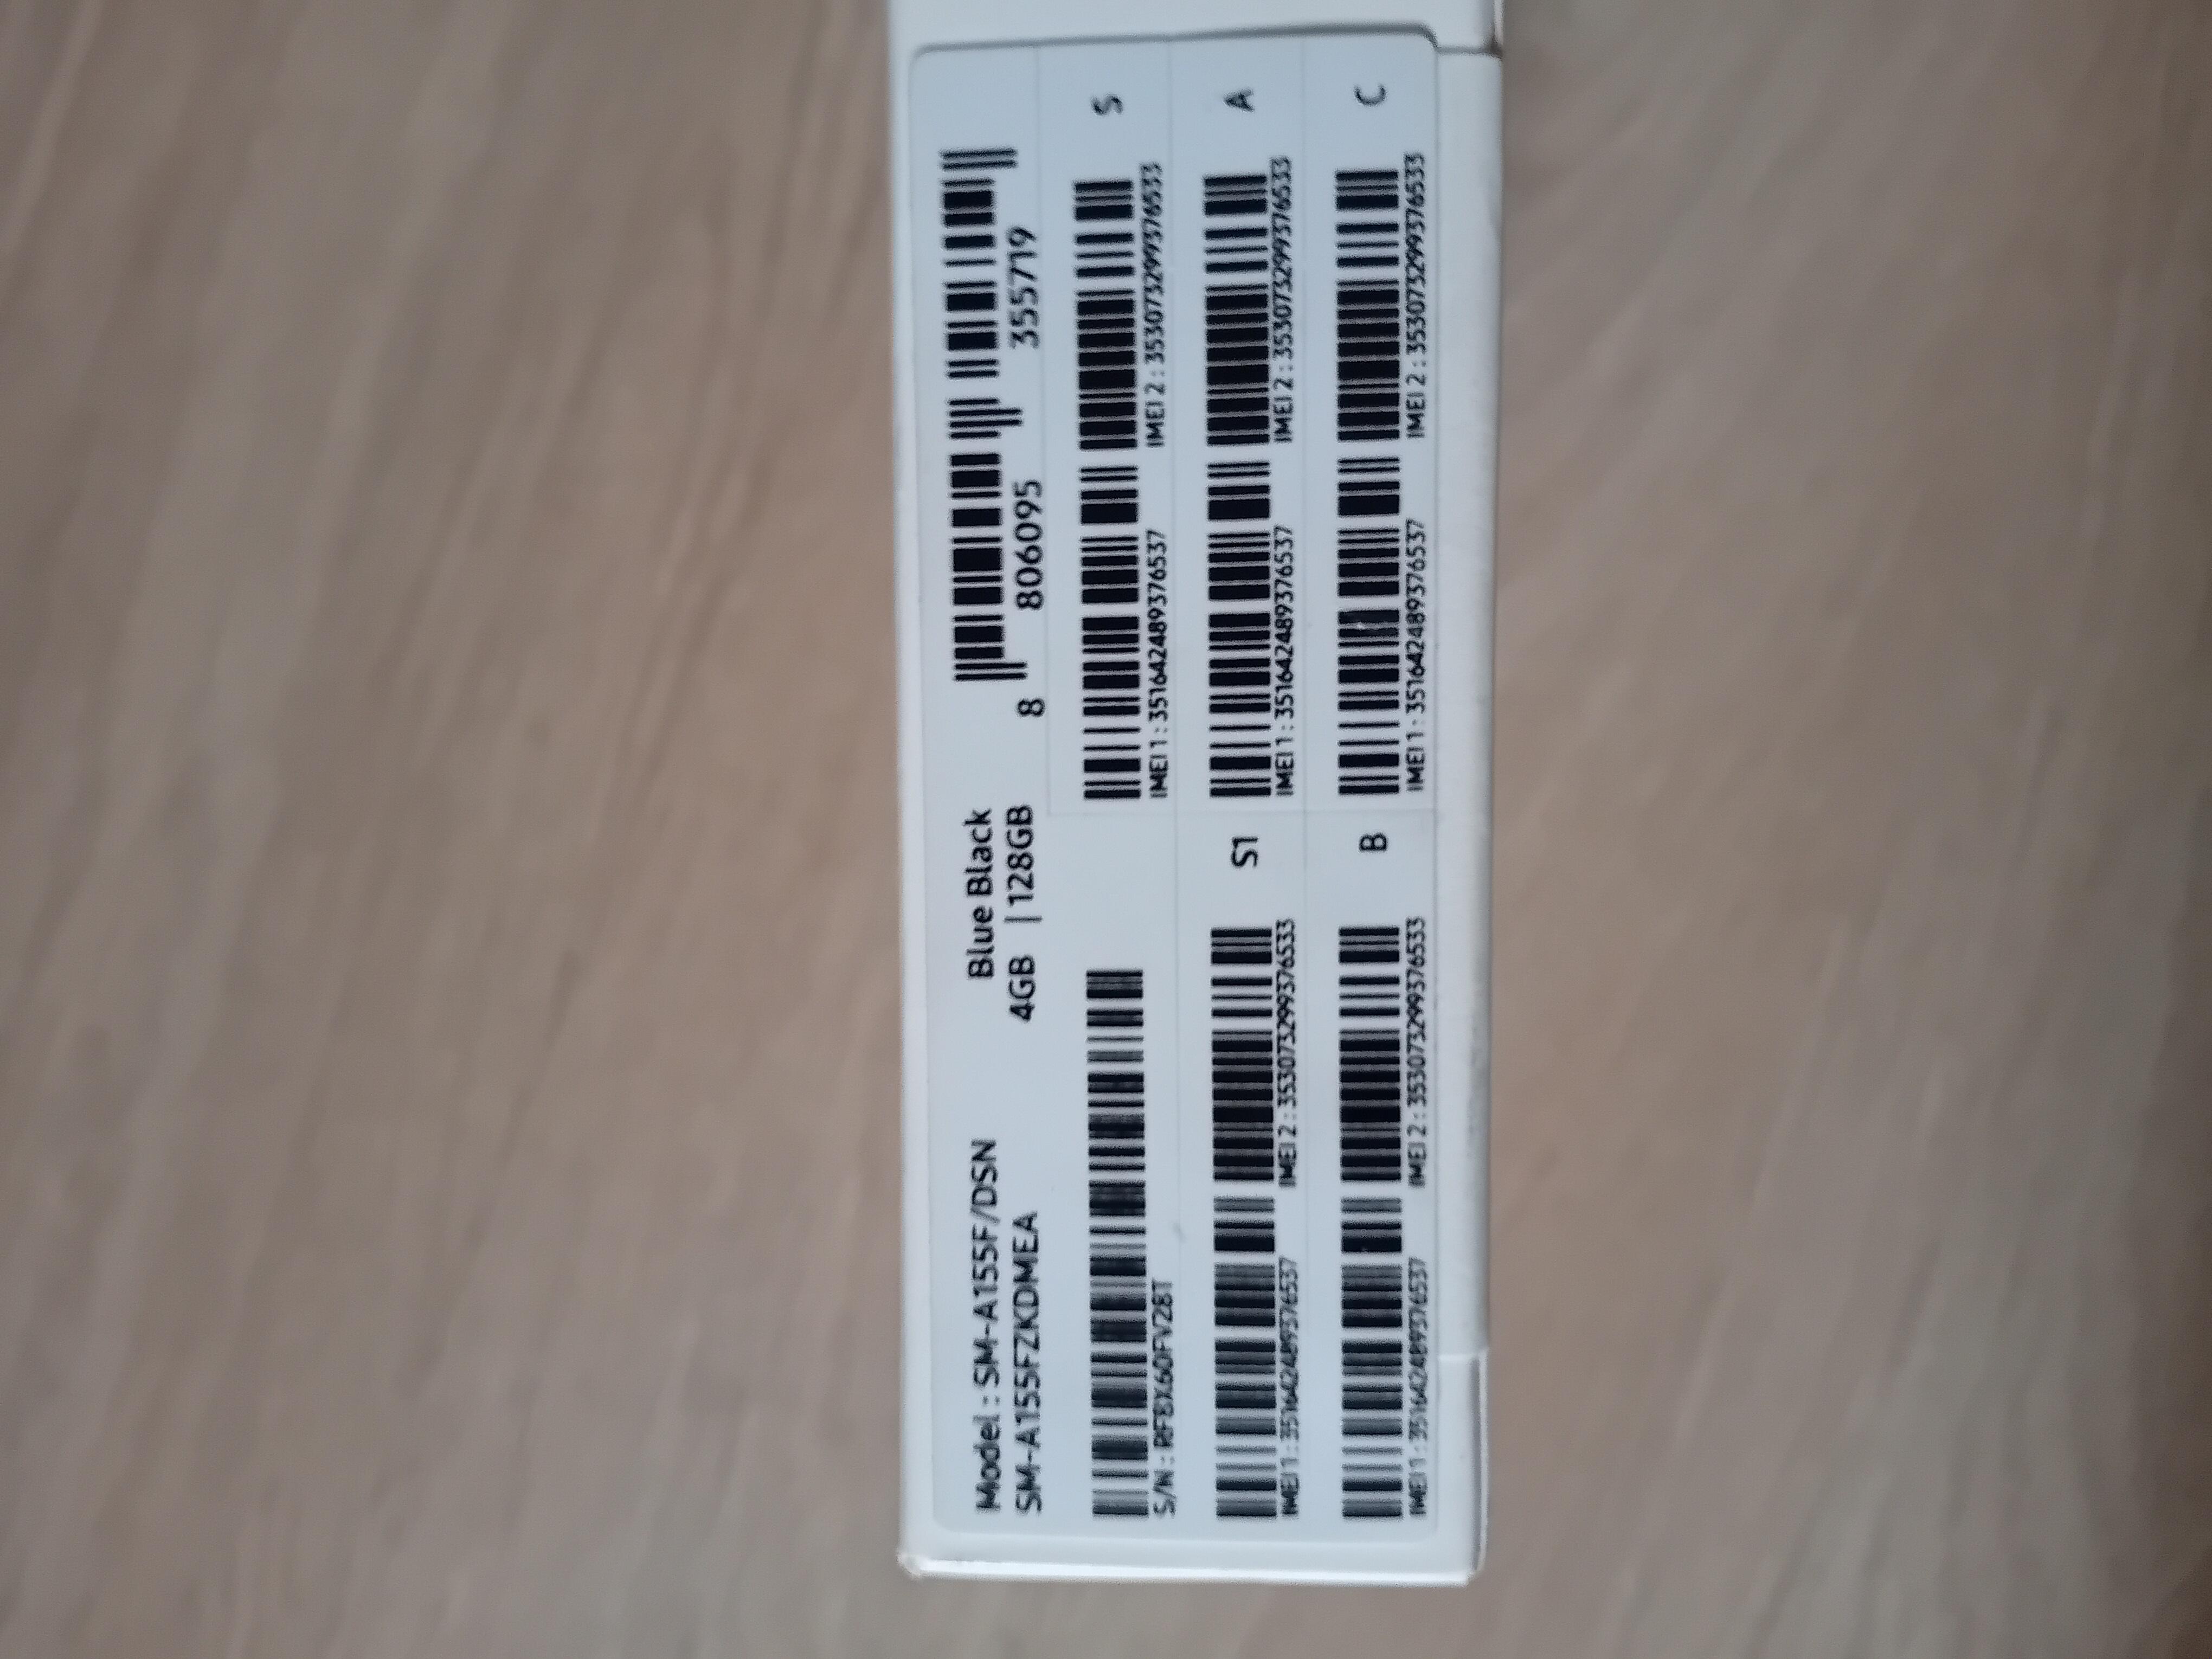 Model : SM-A155F/DSN
SM-A155FZKDMEA
Blue Black
4GB | 128GB
8 806095 355719
S/N : RF8X60FV28T
IMEI 1 : 351642489376537
IMEI 2 : 353073299376533
S
IMEI 1 : 351642489376537
IMEI 2 : 353073299376533
S1
IMEI 1 : 351642489376537
IMEI 2 : 353073299376533
A
IMEI 1 : 351642489376537
IMEI 2 : 353073299376533
B
IMEI 1 : 351642489376537
IMEI 2 : 353073299376533
C